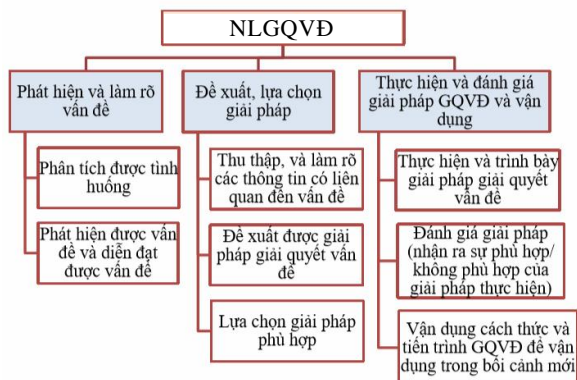 NLGQVĐ
Phát hiện và làm rõ
vấn đề
Phân tích được tình
huống
Phát hiện được vấn
đề và diễn đạt
được vấn đề
Đề xuất, lựa chọn
giải pháp
Thu thập, và làm rõ
các thông tin có liên
quan đến vấn đề
Đề xuất được giải
pháp giải quyết vấn
đề
Lựa chọn giải pháp
phù hợp
Thực hiện và đánh giá
giải pháp GQVĐ và vận
dụng
Thực hiện và trình bày
giải pháp giải quyết
vấn đề
Đánh giá giải pháp
(nhận ra sự phù hợp/
không phù hợp của
giải pháp thực hiện)
Vận dụng cách thức và
tiến trình GQVĐ để vận
dụng trong bối cảnh mới